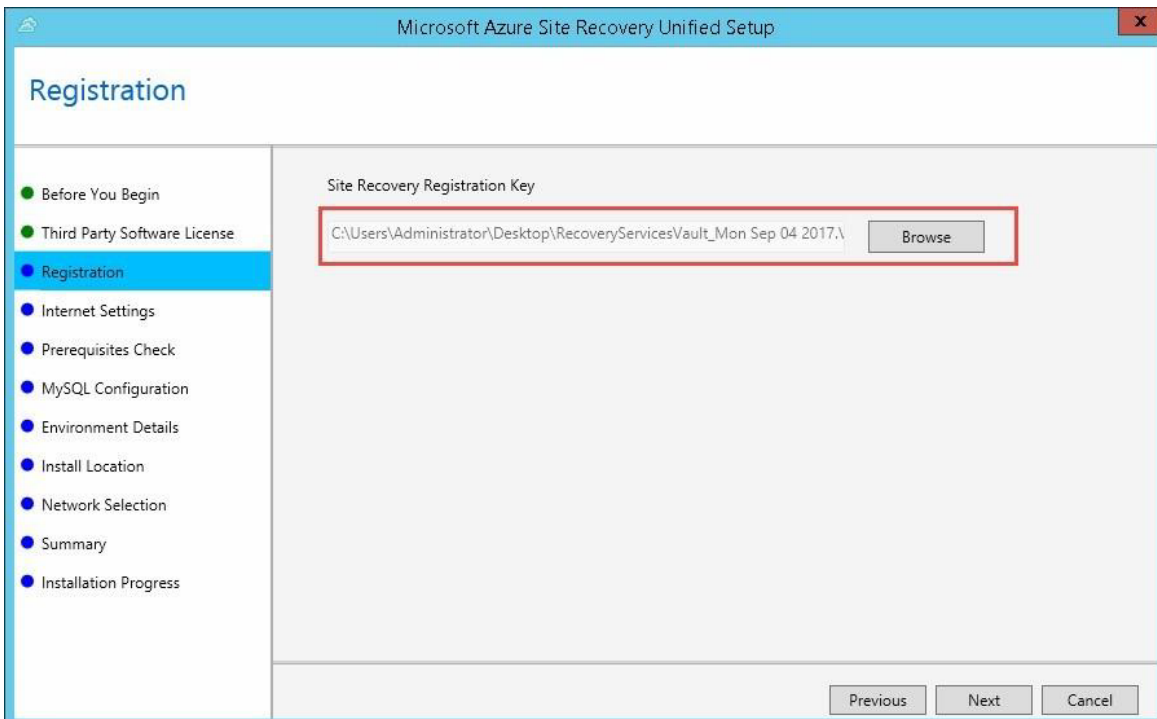 Microsoft Azure Site Recovery Unified Setup
x
Registration
Before You Begin
Third Party Software License
Registration
Internet Settings
Prerequisites Check
MySQL Configuration
Environment Details
Install Location
Network Selection
Summary
Installation Progress
Site Recovery Registration Key
C:\Users\Administrator\Desktop\RecoveryServicesVault_Mon Sep 04 2017.\
Browse
Previous Next Cancel